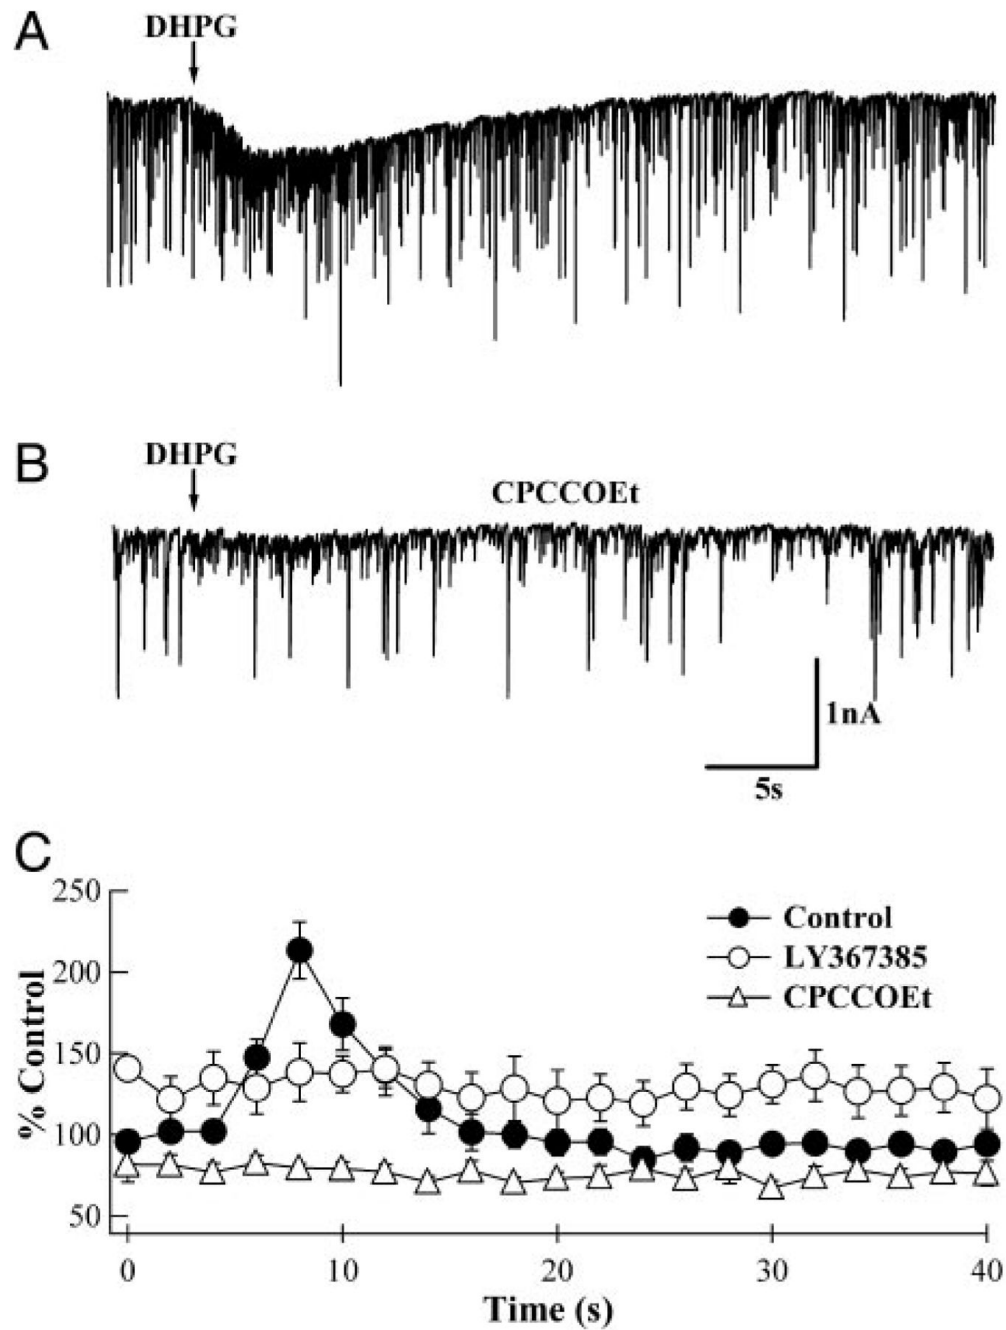 A
DHPG
B
DHPG
CPCCOEt
1nA
5s
C
% Control
250
200
150
100
50
Control
LY367385
CPCCOEt
0 10 20 30 40
Time (s)